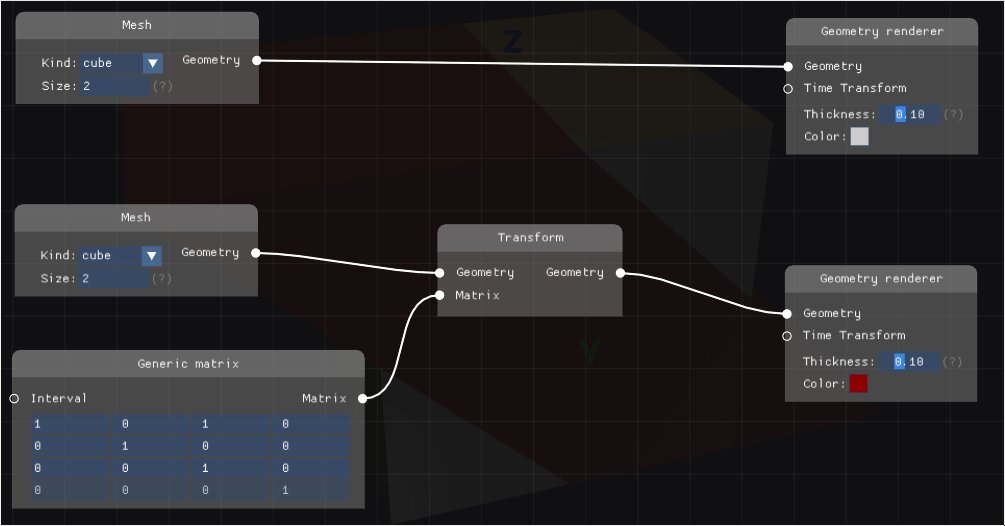 Mesh
Kind: cube
Geometry
Size: 2 (?)
Z
Geometry renderer
Geometry
Time Transform
Thickness: 0.10 (?)
Color:
Mesh
Kind: cube
Geometry
Size: 2 (?)
Transform
Geometry Geometry
Matrix
Geometry renderer
Geometry
Time Transform
Thickness: 0.10 (?)
Color:
Y
Generic matrix
Interval Matrix
1 0 1 0
0 1 0 0
0 0 1 0
0 0 0 1